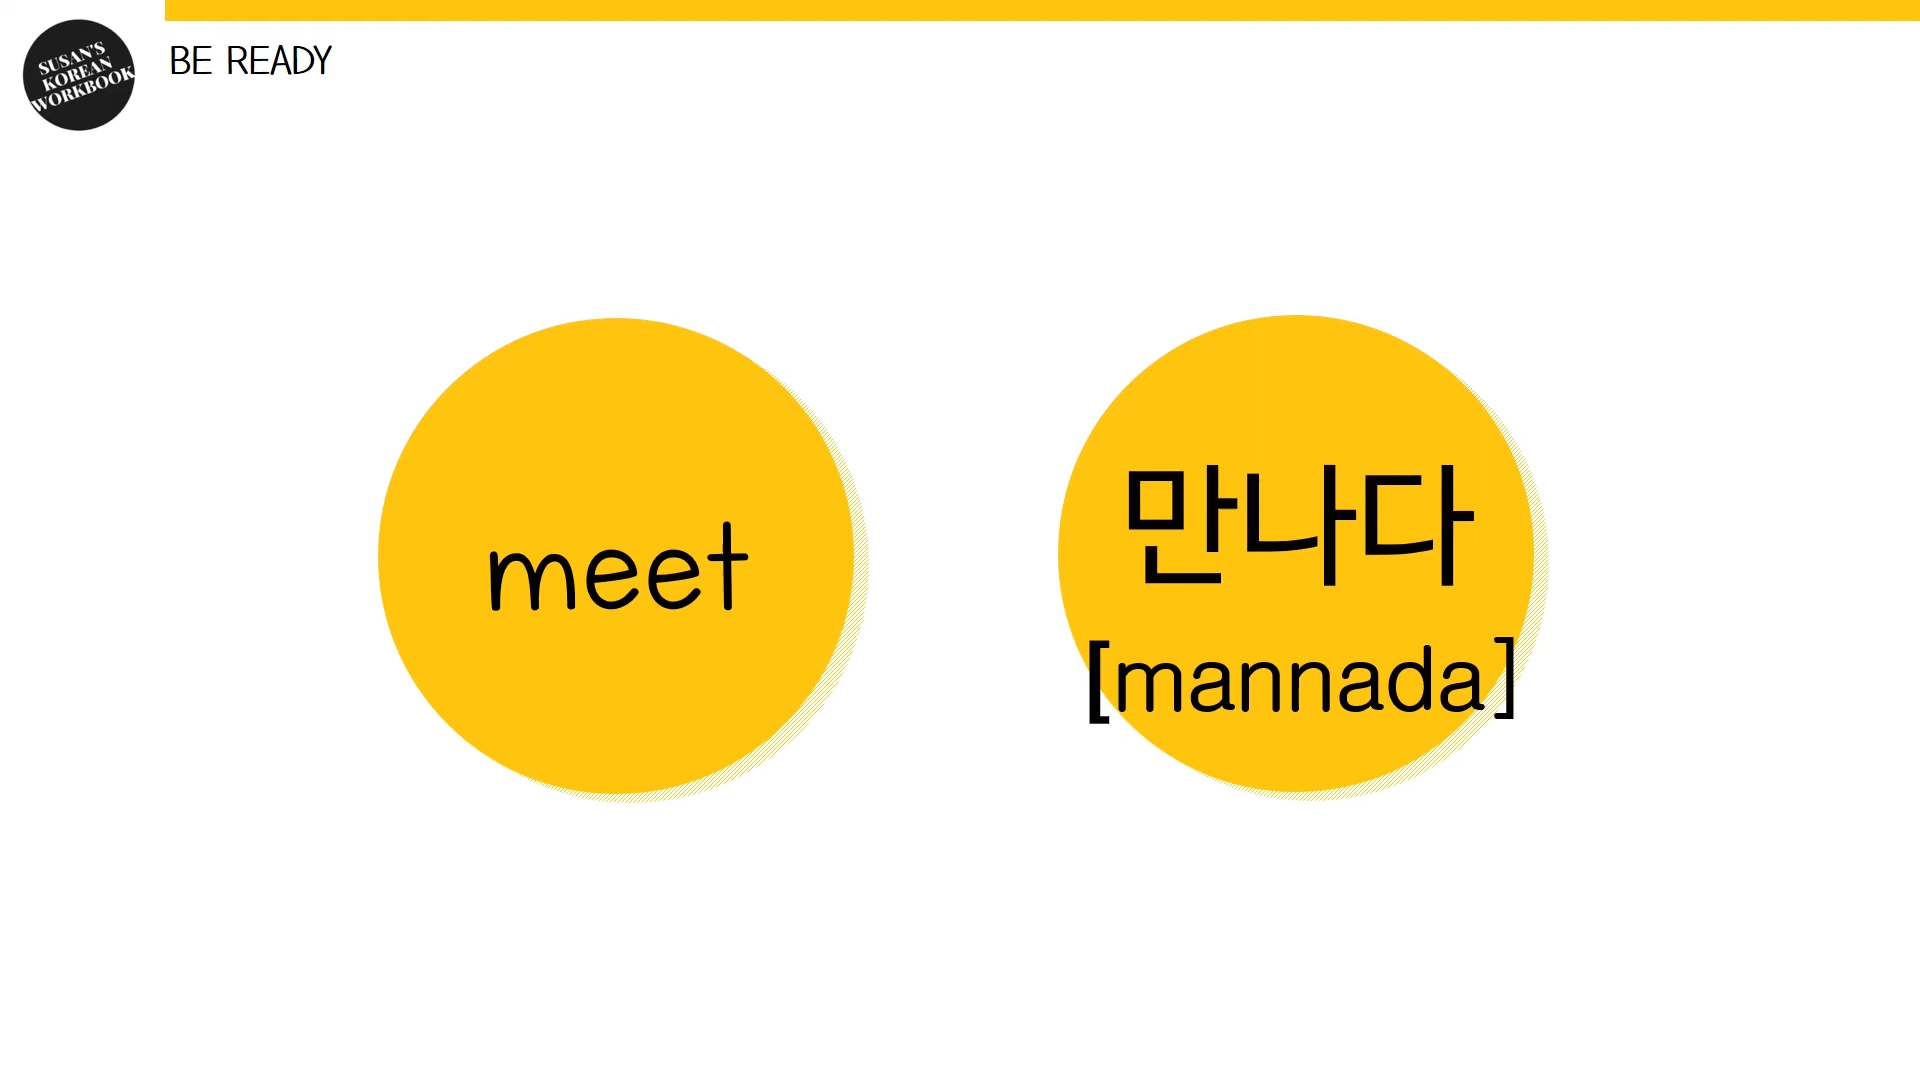 SUSAN'S
KOREAN
WORKBOOK
BE READY
meet
만나다
[mannada]